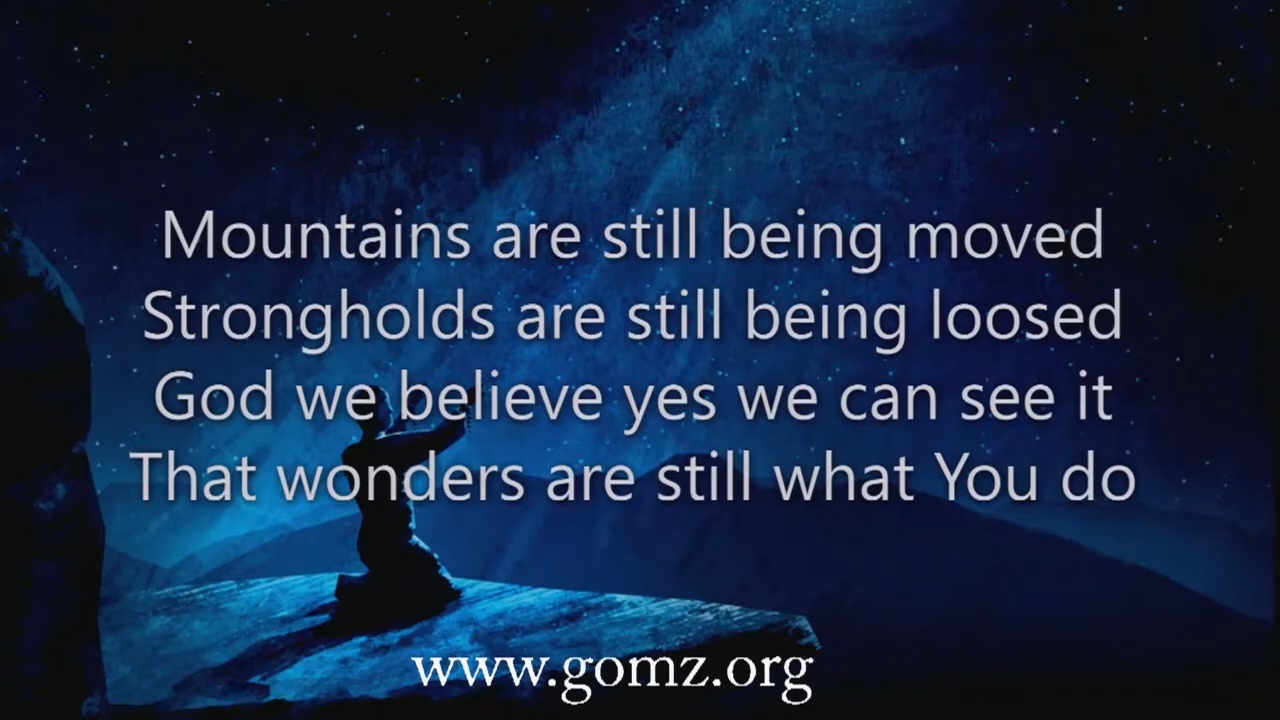 Mountains are still being moved
Strongholds are still being loosed
God we believe yes we can see it
That wonders are still what You do
www.gomz.org